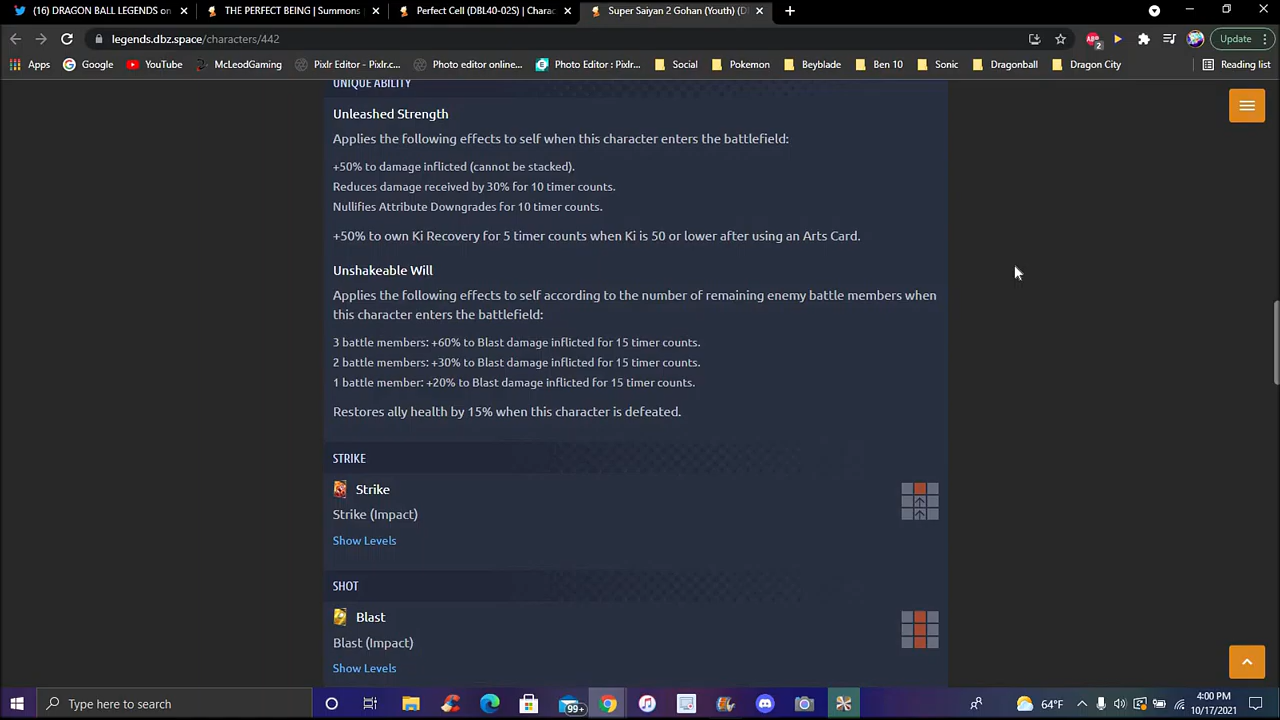 (16) DRAGON BALL LEGENDS on
THE PERFECT BEING | Summons
Perfect Cell (DBL40-02S) | Charac
Super Saiyan 2 Gohan (Youth) (D
legends.dbz.space/characters/442
2
Update
Apps
Google
YouTube
McLeodGaming
Pixlr Editor - Pixlr.c...
Photo editor online...
Photo Editor : Pixlr...
Social
Pokemon
Beyblade
Ben 10
Sonic
Dragonball
Dragon City
Reading list
UNIQUE ABILITY
Unleashed Strength
Applies the following effects to self when this character enters the battlefield:
+50% to damage inflicted (cannot be stacked).
Reduces damage received by 30% for 10 timer counts.
Nullifies Attribute Downgrades for 10 timer counts.
+50% to own Ki Recovery for 5 timer counts when Ki is 50 or lower after using an Arts Card.
Unshakeable Will
Applies the following effects to self according to the number of remaining enemy battle members when
this character enters the battlefield:
3 battle members: +60% to Blast damage inflicted for 15 timer counts.
2 battle members: +30% to Blast damage inflicted for 15 timer counts.
1 battle member: +20% to Blast damage inflicted for 15 timer counts.
Restores ally health by 15% when this character is defeated.
STRIKE
Strike
Strike (Impact)
Show Levels
SHOT
Blast
Blast (Impact)
Show Levels
Type here to search
99+
64°F
4:00 PM
10/17/2021